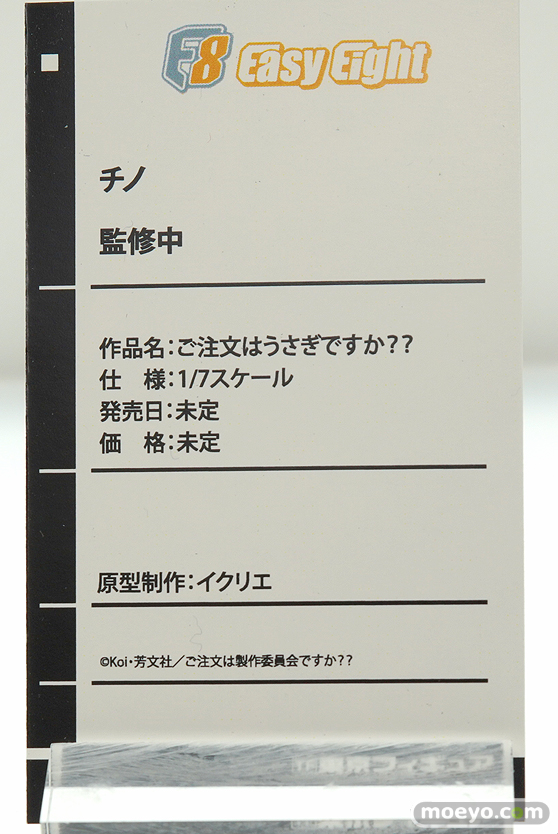 E8 Easy Eight
チノ
監修中
作品名：ご注文はうさぎですか??
仕　様：1/7スケール
発売日：未定
価　格：未定
原型制作：イクリエ
©Koi・芳文社／ご注文は製作委員会ですか??
東京フィギュア
moeyo.com